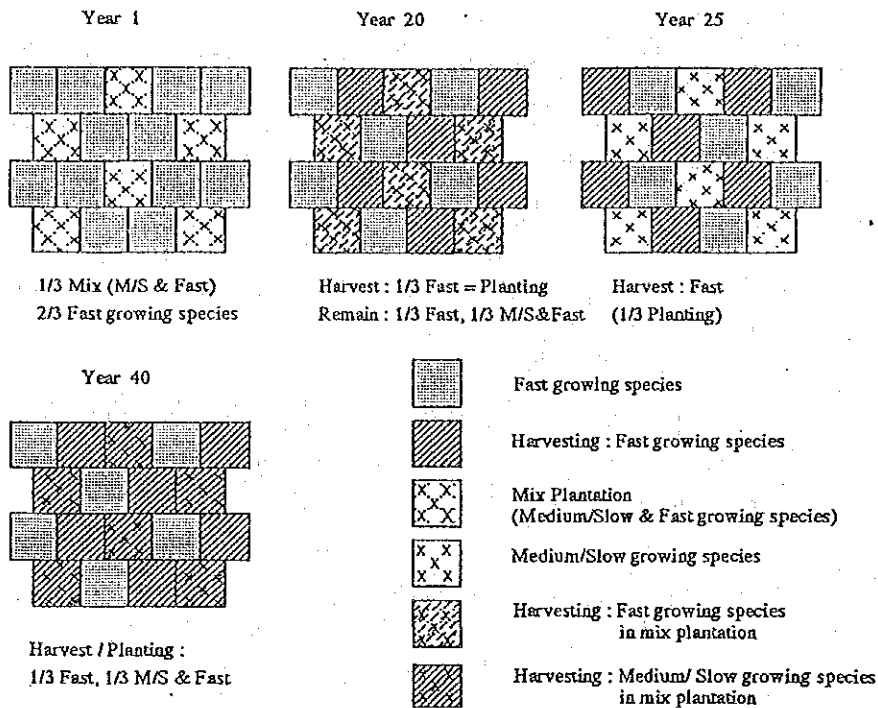 Year 1
Year 20
Year 25
1/3 Mix (M/S & Fast)
2/3 Fast growing species
Harvest : 1/3 Fast = Planting
Remain : 1/3 Fast, 1/3 M/S&Fast
Harvest : Fast
(1/3 Planting)
Year 40
Harvest / Planting :
1/3 Fast, 1/3 M/S & Fast
Fast growing species
Harvesting : Fast growing species
Mix Plantation
(Medium/Slow & Fast growing species)
Medium/Slow growing species
Harvesting : Fast growing species
in mix plantation
Harvesting : Medium/ Slow growing species
in mix plantation